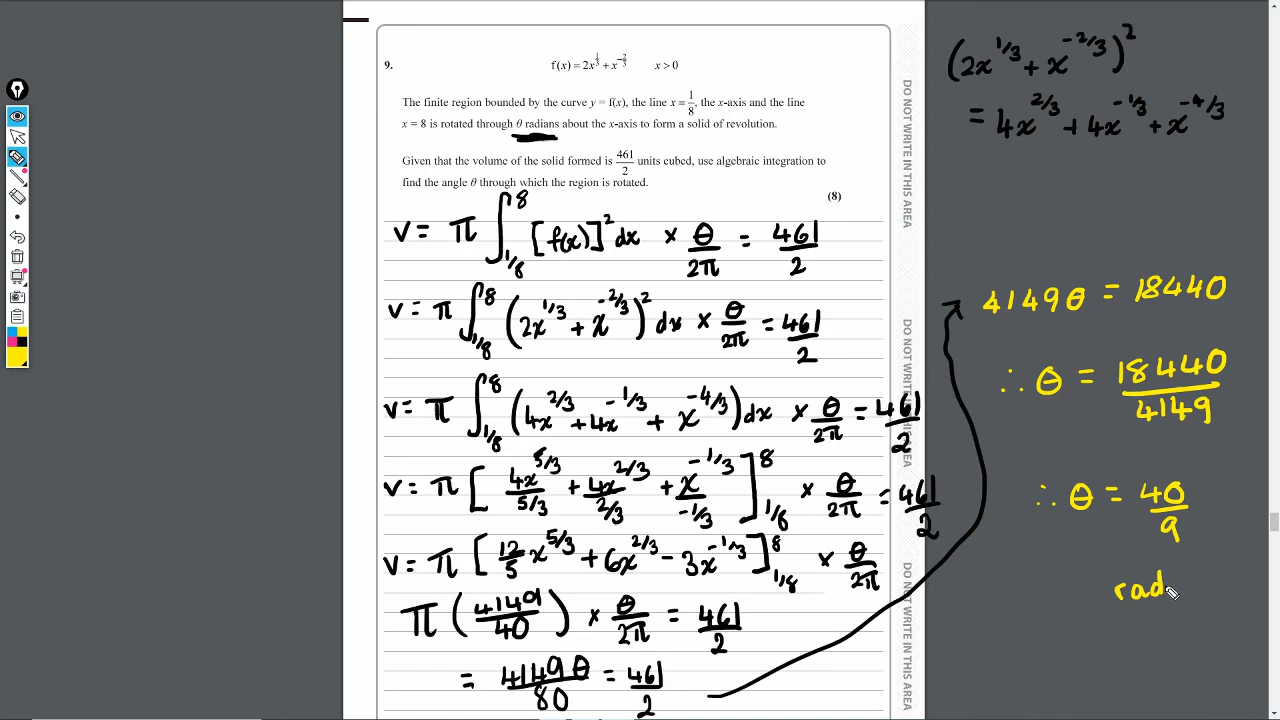 9.
f(x) = 2x^{1/3} + x^{-2/3}    x > 0
The finite region bounded by the curve y = f(x), the line x = 1/8, the x-axis and the line
x = 8 is rotated through θ radians about the x-axis to form a solid of revolution.
Given that the volume of the solid formed is 461/2 units cubed, use algebraic integration to
find the angle θ through which the region is rotated.
(8)
V = π ∫_{1/8}^{8} [f(x)]^2 dx × θ/2π = 461/2
V = π ∫_{1/8}^{8} (2x^{1/3} + x^{-2/3})^2 dx × θ/2π = 461/2
V = π ∫_{1/8}^{8} (4x^{2/3} + 4x^{-1/3} + x^{-4/3}) dx × θ/2π = 461/2
V = π [4x^{5/3}/5/3 + 4x^{2/3}/2/3 + x^{-1/3}/-1/3]_{1/8}^{8} × θ/2π = 461/2
V = π [12/5 x^{5/3} + 6x^{2/3} - 3x^{-1/3}]_{1/8}^{8} × θ/2π
π (4149/40) × θ/2π = 461/2
= 4149θ/80 = 461/2
(2x^{1/3} + x^{-2/3})^2
= 4x^{2/3} + 4x^{-1/3} + x^{-4/3}
4149θ = 18440
∴ θ = 18440/4149
∴ θ = 40/9
rad
DO NOT WRITE IN THIS AREA
DO NOT WRITE IN THIS AREA
DO NOT WRITE IN THIS AREA